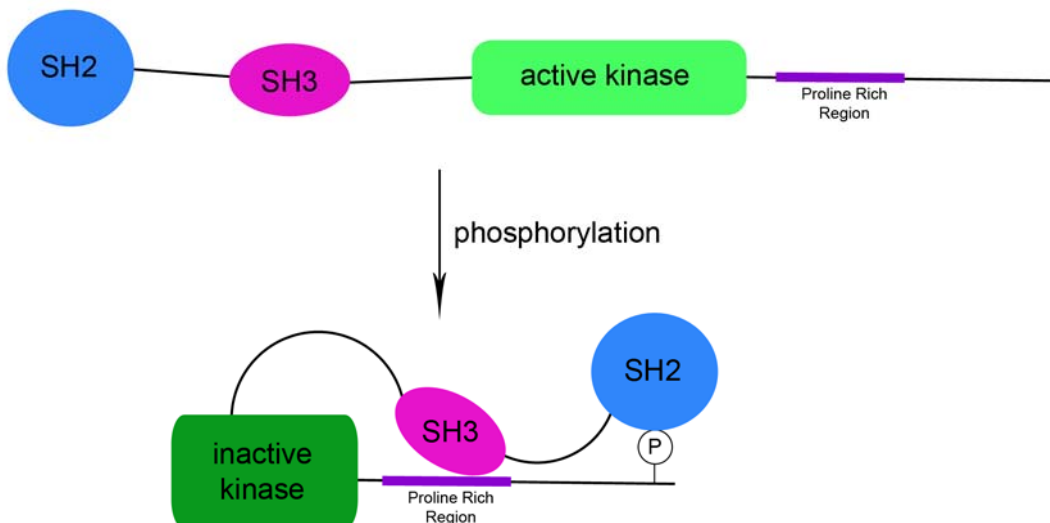 SH2
SH3
active kinase
Proline Rich
Region
phosphorylation
SH2
SH3
P
inactive
kinase
Proline Rich
Region